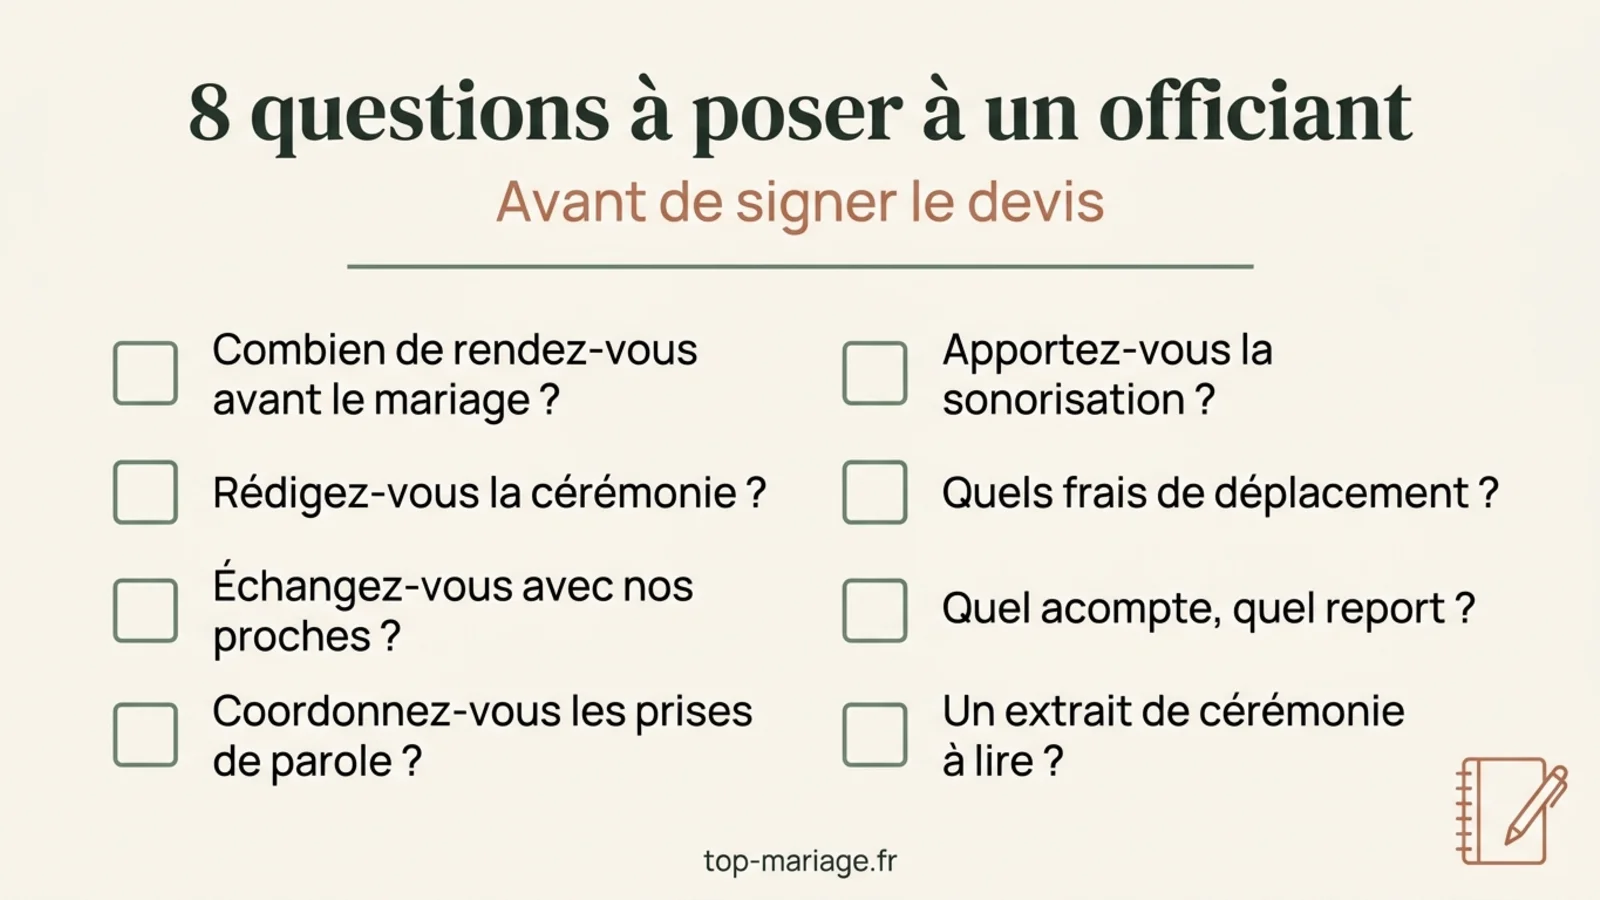 8 questions à poser à un officiant
Avant de signer le devis
Combien de rendez-vous
avant le mariage ?
Rédigez-vous la cérémonie ?
Échangez-vous avec nos
proches ?
Coordonnez-vous les prises
de parole ?
Apportez-vous la
sonorisation ?
Quels frais de déplacement ?
Quel acompte, quel report ?
Un extrait de cérémonie
à lire ?
top-mariage.fr